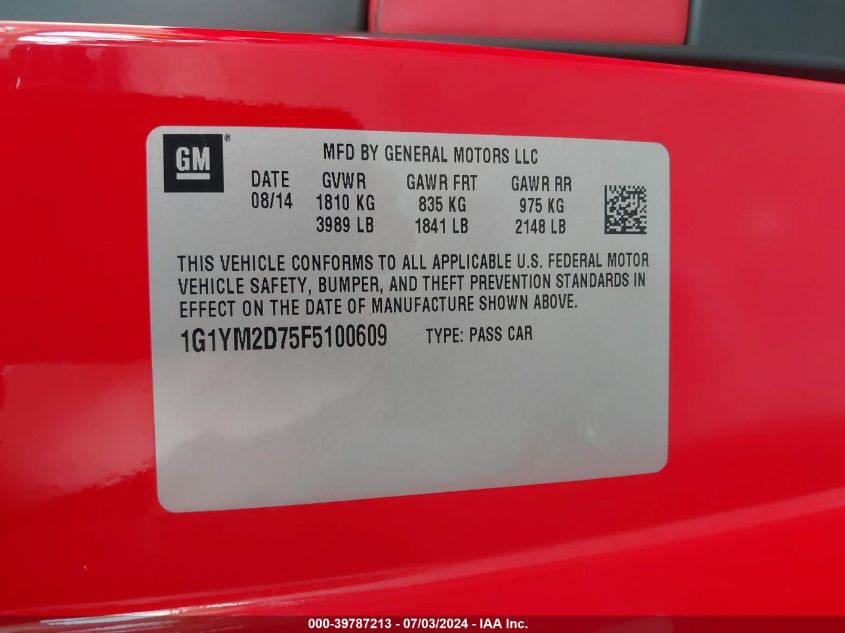 GM ®
MFD BY GENERAL MOTORS LLC
DATE GVWR GAWR FRT GAWR RR
08/14 1810 KG 835 KG 975 KG
3989 LB 1841 LB 2148 LB
THIS VEHICLE CONFORMS TO ALL APPLICABLE U.S. FEDERAL MOTOR
VEHICLE SAFETY, BUMPER, AND THEFT PREVENTION STANDARDS IN
EFFECT ON THE DATE OF MANUFACTURE SHOWN ABOVE.
1G1YM2D75F5100609 TYPE: PASS CAR
000-39787213 - 07/03/2024 - IAA Inc.